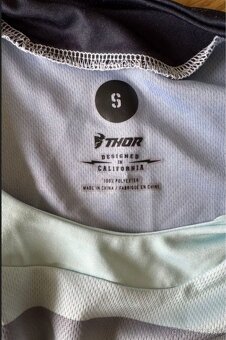 S
THOR
DESIGNED
IN
CALIFORNIA
100% POLYESTER
MADE IN CHINA / FABRIQUÉ EN CHINE